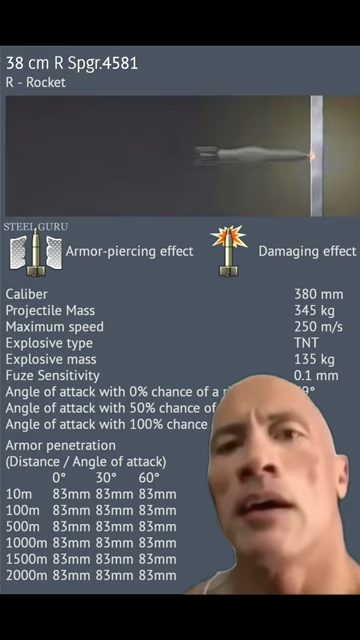 38 cm R Spgr.4581
R - Rocket
STEEL GURU
Armor-piercing effect
Damaging effect
Caliber 380 mm
Projectile Mass 345 kg
Maximum speed 250 m/s
Explosive type TNT
Explosive mass 135 kg
Fuze Sensitivity 0.1 mm
Angle of attack with 0% chance of a
Angle of attack with 50% chance of
Angle of attack with 100% chance
Armor penetration
(Distance / Angle of attack)
0° 30° 60°
10m 83mm 83mm 83mm
100m 83mm 83mm 83mm
500m 83mm 83mm 83mm
1000m 83mm 83mm 83mm
1500m 83mm 83mm 83mm
2000m 83mm 83mm 83mm